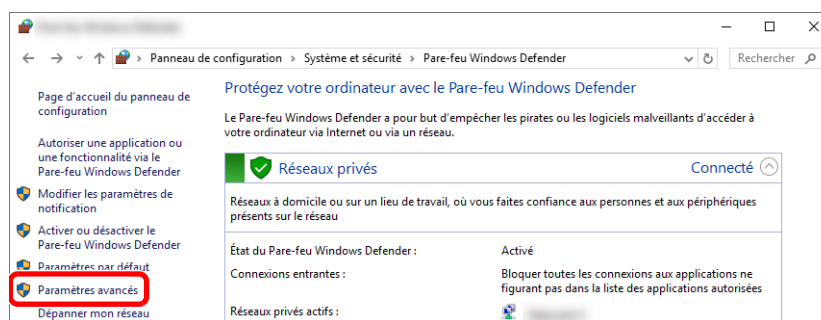 Panneau de configuration > Système et sécurité > Pare-feu Windows Defender
Rechercher
Page d'accueil du panneau de
configuration
Autoriser une application ou
une fonctionnalité via le
Pare-feu Windows Defender
Modifier les paramètres de
notification
Activer ou désactiver le
Pare-feu Windows Defender
Paramètres par défaut
Paramètres avancés
Dépanner mon réseau
Protégez votre ordinateur avec le Pare-feu Windows Defender
Le Pare-feu Windows Defender a pour but d'empêcher les pirates ou les logiciels malveillants d'accéder à
votre ordinateur via Internet ou via un réseau.
Réseaux privés
Connecté
Réseaux à domicile ou sur un lieu de travail, où vous faites confiance aux personnes et aux périphériques
présents sur le réseau
État du Pare-feu Windows Defender :
Activé
Connexions entrantes :
Bloquer toutes les connexions aux applications ne
figurant pas dans la liste des applications autorisées
Réseaux privés actifs :